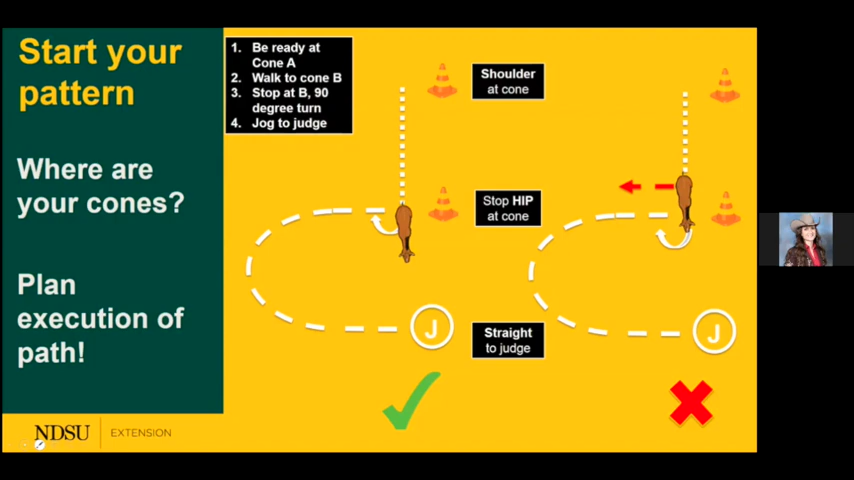 Start your
pattern
Where are
your cones?
Plan
execution of
path!
1. Be ready at
Cone A
2. Walk to cone B
3. Stop at B, 90
degree turn
4. Jog to judge
Shoulder
at cone
Stop HIP
at cone
Straight
to judge
J
J
NDSU EXTENSION